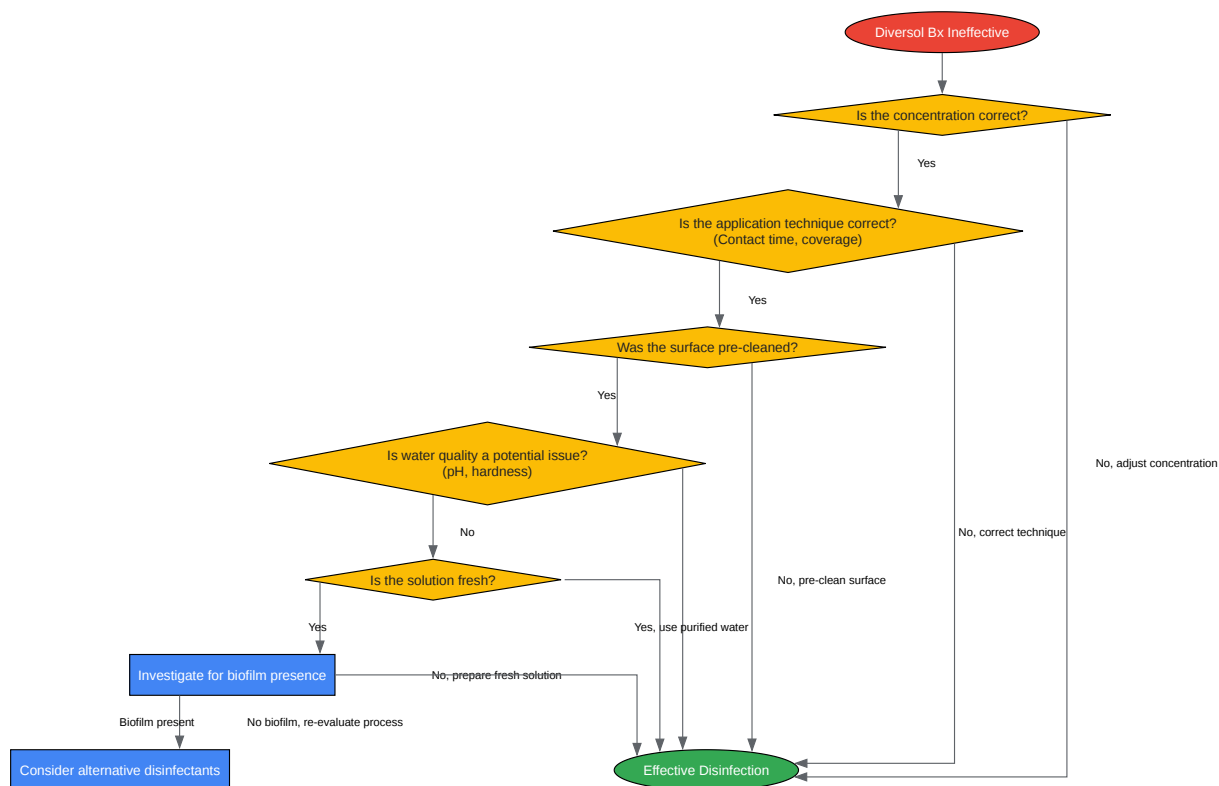 Diversol Bx Ineffective
Is the concentration correct?
Yes
Is the application technique correct?
(Contact time, coverage)
Yes
Was the surface pre-cleaned?
Yes
Is water quality a potential issue?
(pH, hardness)
No, adjust concentration
No
No, correct technique
Is the solution fresh?
No, pre-clean surface
Yes
Yes, use purified water
Investigate for biofilm presence
No, prepare fresh solution
Biofilm present
No biofilm, re-evaluate process
Consider alternative disinfectants
Effective Disinfection